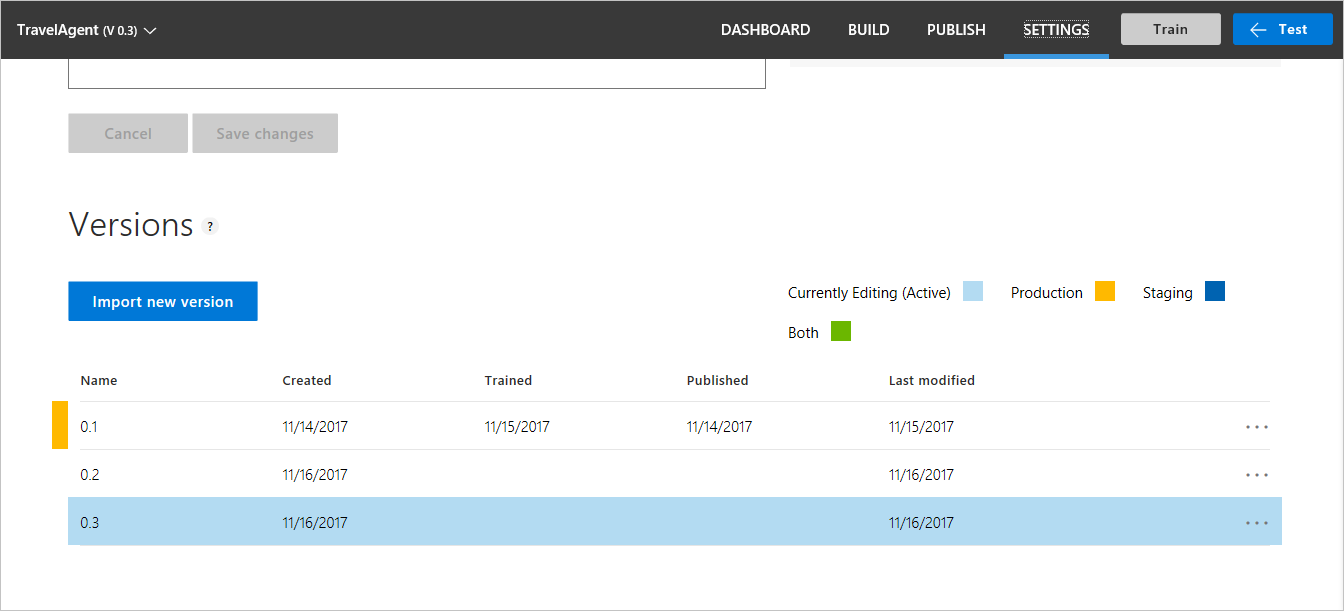 TravelAgent (V 0.3) DASHBOARD BUILD PUBLISH SETTINGS Train Test
Cancel Save changes
Versions ?
Import new version
Currently Editing (Active) Production Staging
Both
Name Created Trained Published Last modified
0.1 11/14/2017 11/15/2017 11/14/2017 11/15/2017 ...
0.2 11/16/2017 11/16/2017 ...
0.3 11/16/2017 11/16/2017 ...